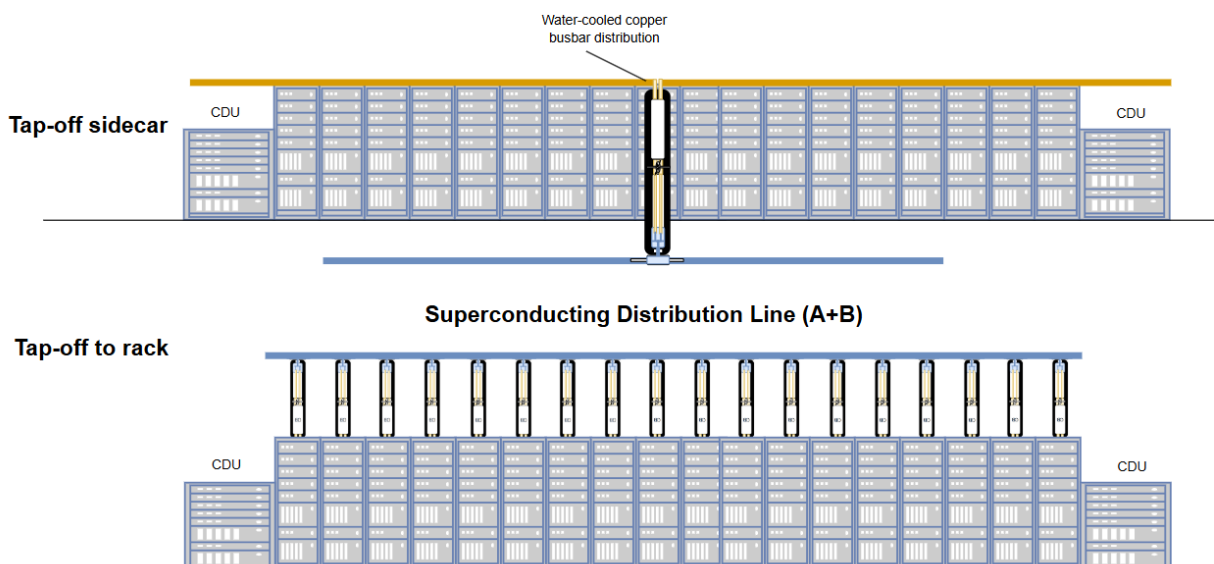 Water-cooled copper
busbar distribution
CDU
CDU
Tap-off sidecar
Superconducting Distribution Line (A+B)
Tap-off to rack
CDU
CDU